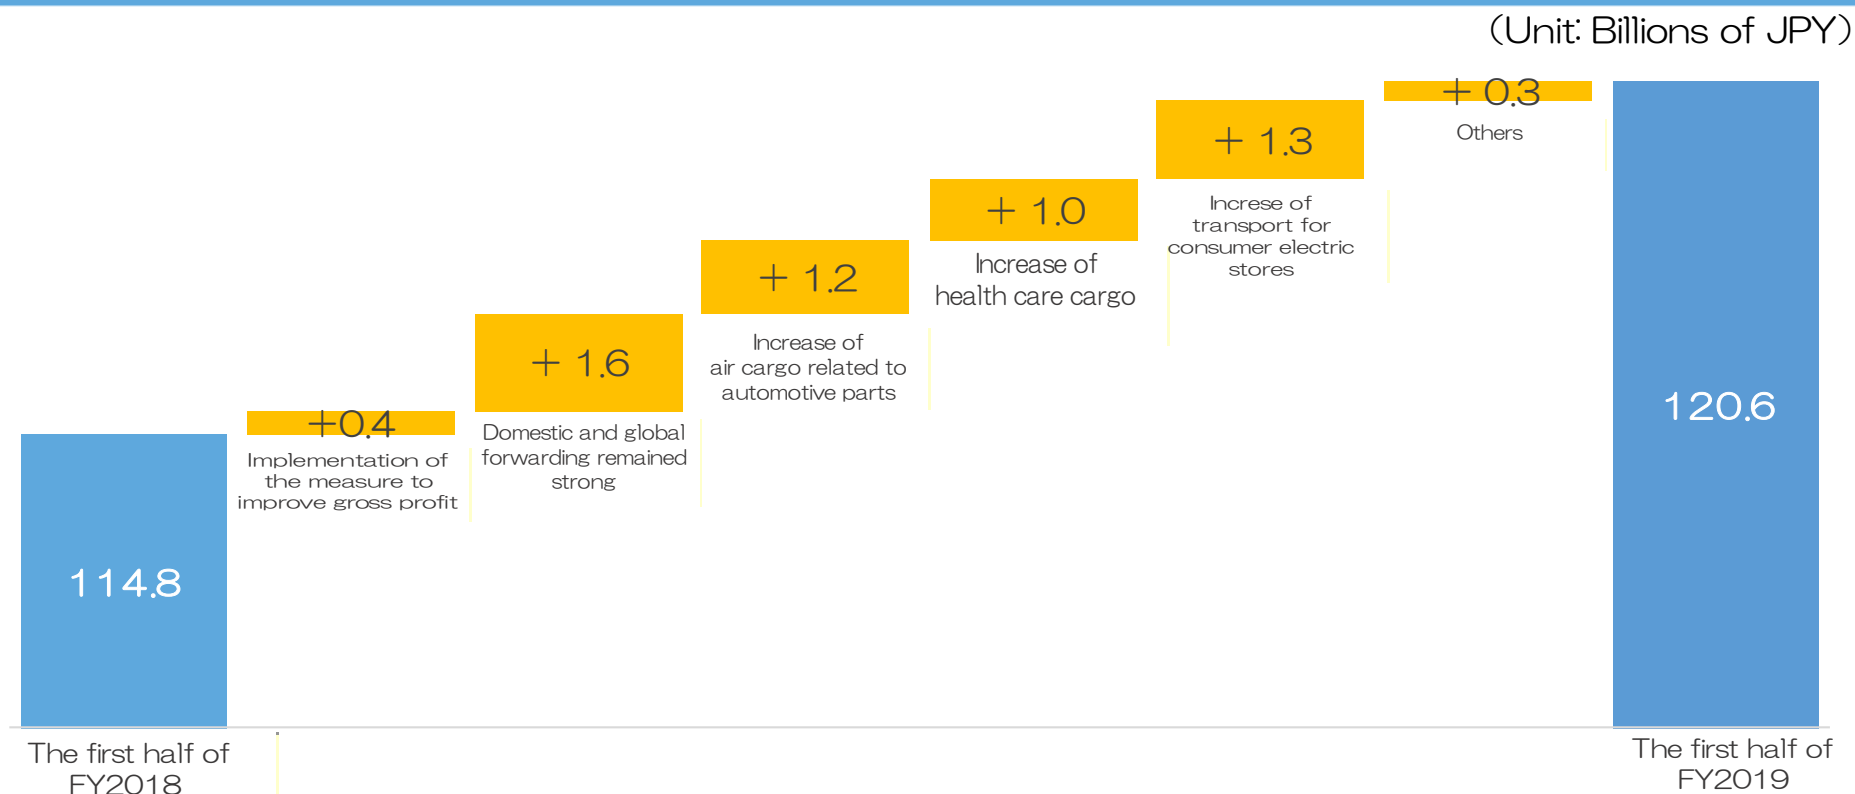 (Unit: Billions of JPY)
+ 0.3
Others
+ 1.3
Increse of
transport for
consumer electric
stores
+ 1.0
Increase of
health care cargo
+ 1.2
Increase of
air cargo related to
automotive parts
+ 1.6
Domestic and global
forwarding remained
strong
+0.4
Implementation of
the measure to
improve gross profit
114.8
120.6
The first half of
FY2018
The first half of
FY2019